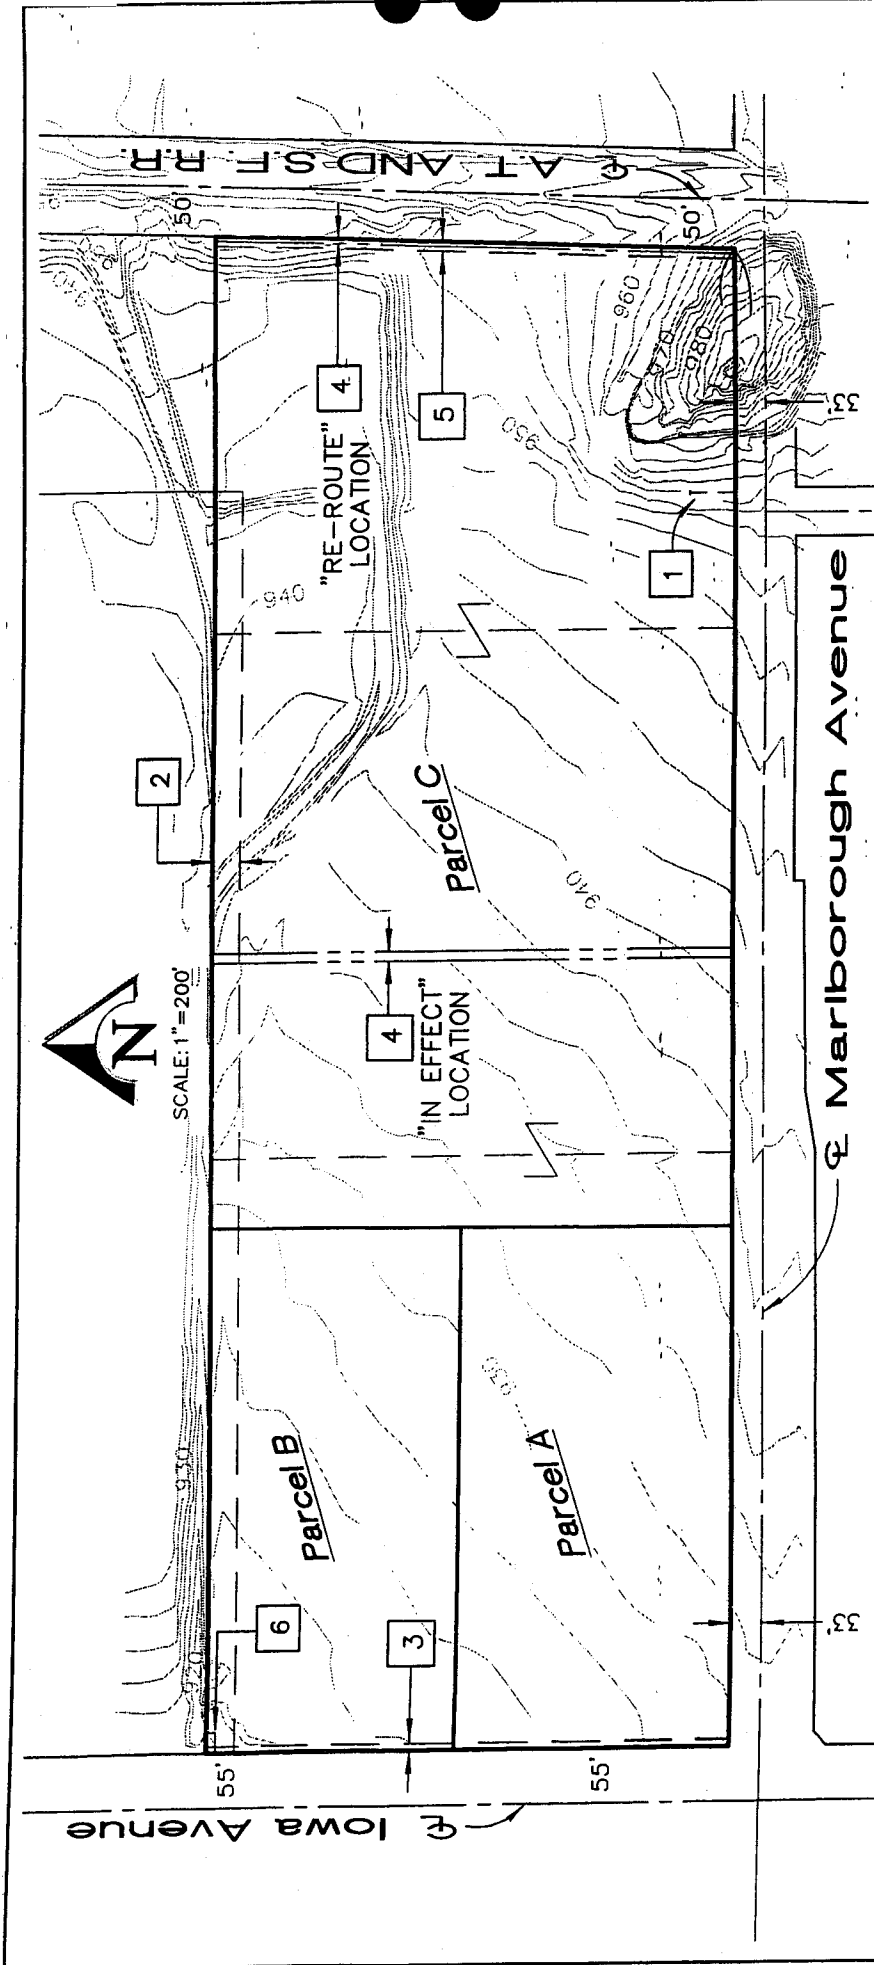 ℄ A.T. AND S.F. R.R.
50'
50'
910
960
970
980
950
940
940
930
930
920
4
"RE-ROUTE"
LOCATION
5
1
33'
2
Parcel C
N
SCALE: 1"=200'
4
"IN EFFECT"
LOCATION
℄ Marlborough Avenue
Parcel B
Parcel A
6
3
33'
55'
55'
℄ Iowa Avenue